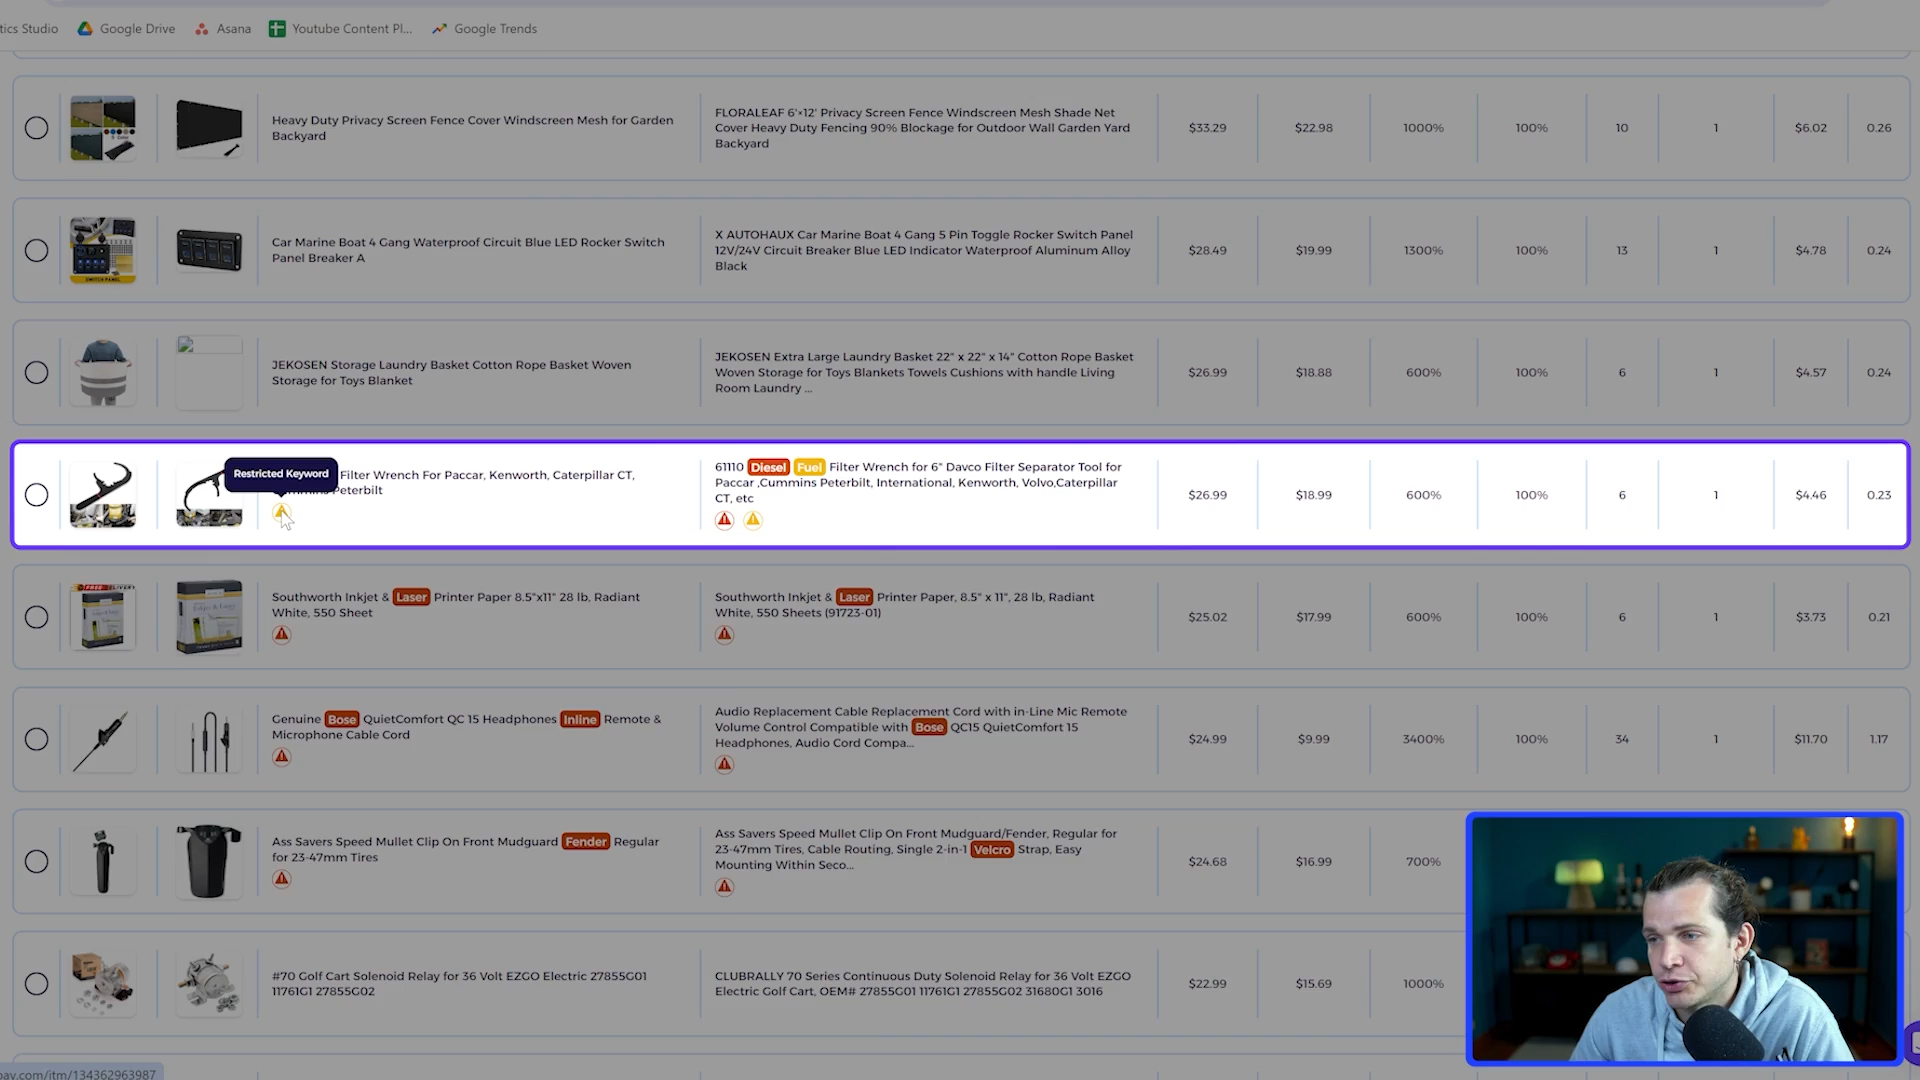 tics Studio
Google Drive
Asana
Youtube Content Pl...
Google Trends
Heavy Duty Privacy Screen Fence Cover Windscreen Mesh for Garden
Backyard
FLORALEAF 6'×12' Privacy Screen Fence Windscreen Mesh Shade Net
Cover Heavy Duty Fencing 90% Blockage for Outdoor Wall Garden Yard
Backyard
$33.29
$22.98
1000%
100%
10
1
$6.02
0.26
Car Marine Boat 4 Gang Waterproof Circuit Blue LED Rocker Switch
Panel Breaker A
X AUTOHAUX Car Marine Boat 4 Gang 5 Pin Toggle Rocker Switch Panel
12V/24V Circuit Breaker Blue LED Indicator Waterproof Aluminum Alloy
Black
$28.49
$19.99
1300%
100%
13
1
$4.78
0.24
JEKOSEN Storage Laundry Basket Cotton Rope Basket Woven
Storage for Toys Blanket
JEKOSEN Extra Large Laundry Basket 22" x 22" x 14" Cotton Rope Basket
Woven Storage for Toys Blankets Towels Cushions with handle Living
Room Laundry ...
$26.99
$18.88
600%
100%
6
1
$4.57
0.24
Restricted Keyword
Filter Wrench For Paccar, Kenworth, Caterpillar CT,
Peterbilt
61110 Diesel Fuel Filter Wrench for 6" Davco Filter Separator Tool for
Paccar ,Cummins Peterbilt, International, Kenworth, Volvo,Caterpillar
CT, etc
$26.99
$18.99
600%
100%
6
1
$4.46
0.23
Southworth Inkjet & Laser Printer Paper 8.5"x11" 28 lb, Radiant
White, 550 Sheet
Southworth Inkjet & Laser Printer Paper, 8.5" x 11", 28 lb, Radiant
White, 550 Sheets (91723-01)
$25.02
$17.99
600%
100%
6
1
$3.73
0.21
Genuine Bose QuietComfort QC 15 Headphones Inline Remote &
Microphone Cable Cord
Audio Replacement Cable Replacement Cord with in-Line Mic Remote
Volume Control Compatible with Bose QC15 QuietComfort 15
Headphones, Audio Cord Compa...
$24.99
$9.99
3400%
100%
34
1
$11.70
1.17
Ass Savers Speed Mullet Clip On Front Mudguard Fender Regular
for 23-47mm Tires
Ass Savers Speed Mullet Clip On Front Mudguard/Fender, Regular for
23-47mm Tires, Cable Routing, Single 2-in-1 Velcro Strap, Easy
Mounting Within Seco...
$24.68
$16.99
700%
#70 Golf Cart Solenoid Relay for 36 Volt EZGO Electric 27855G01
11761G1 27855G02
CLUBRALLY 70 Series Continuous Duty Solenoid Relay for 36 Volt EZGO
Electric Golf Cart, OEM# 27855G01 11761G1 27855G02 31680G1 3016
$22.99
$15.69
1000%
bay.com/itm/134362963987